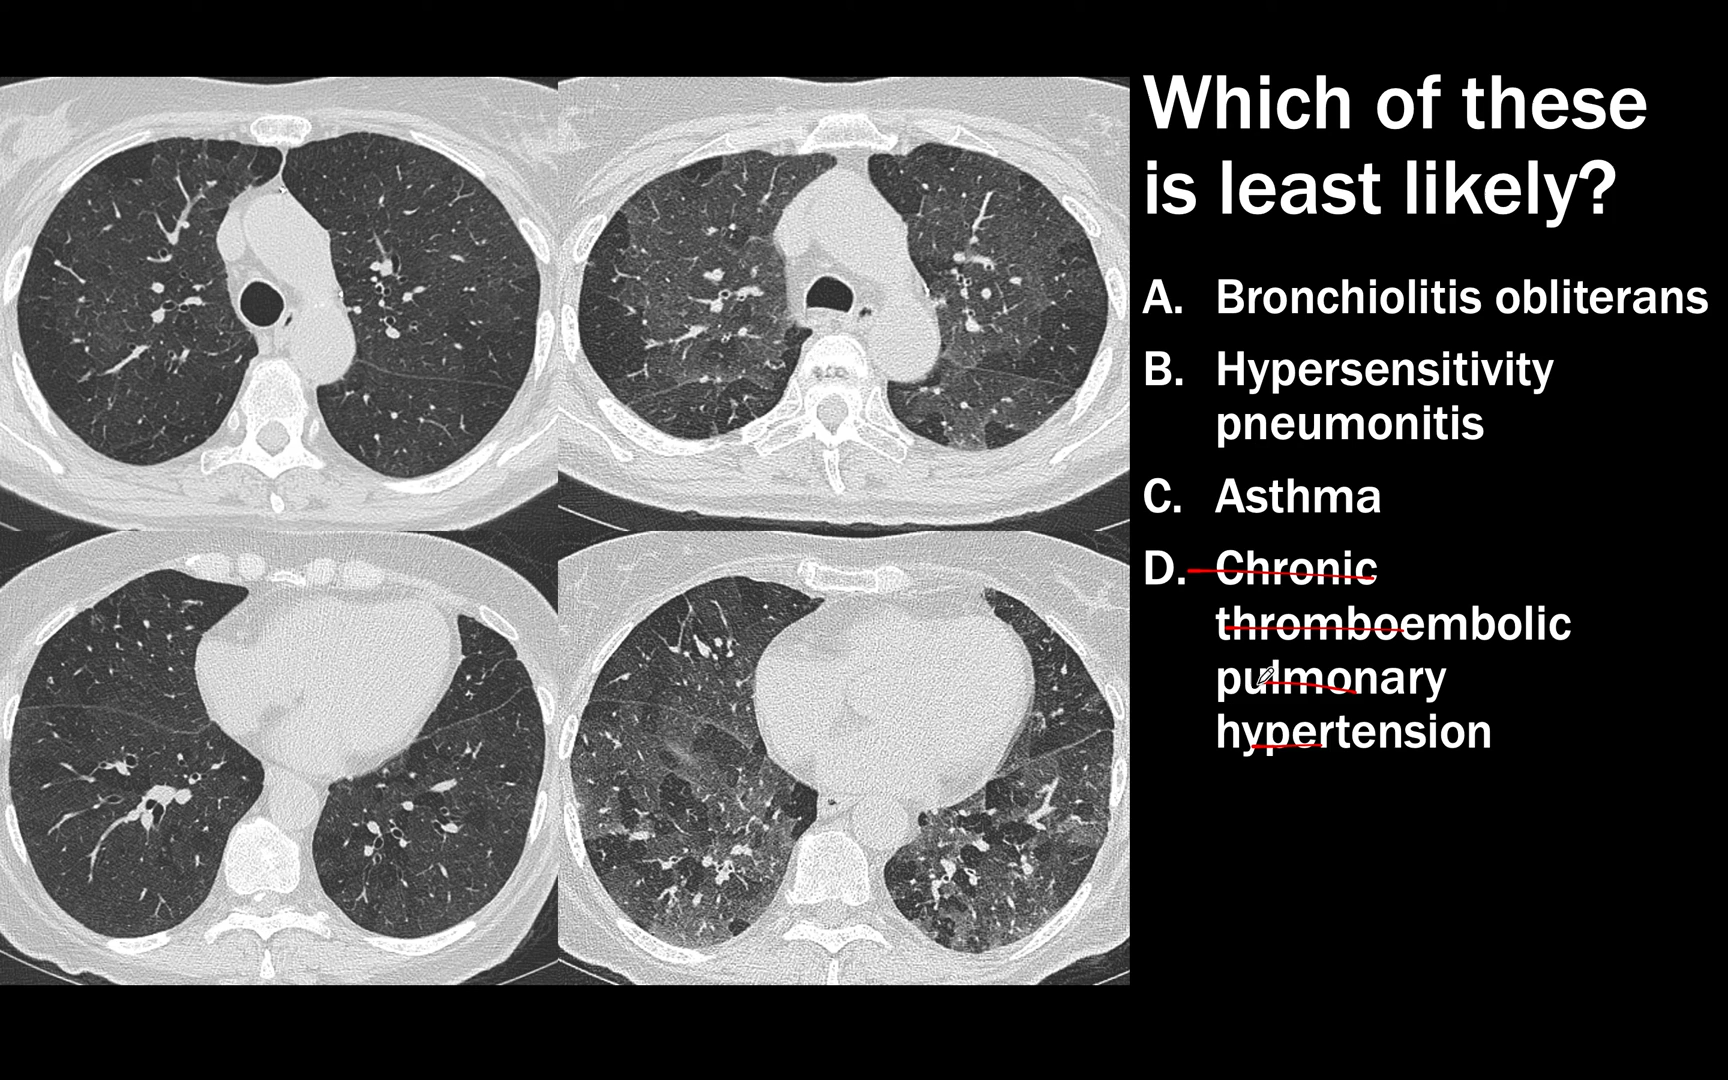 Which of these
is least likely?
A. Bronchiolitis obliterans
B. Hypersensitivity
pneumonitis
C. Asthma
D. Chronic
thromboembolic
pulmonary
hypertension